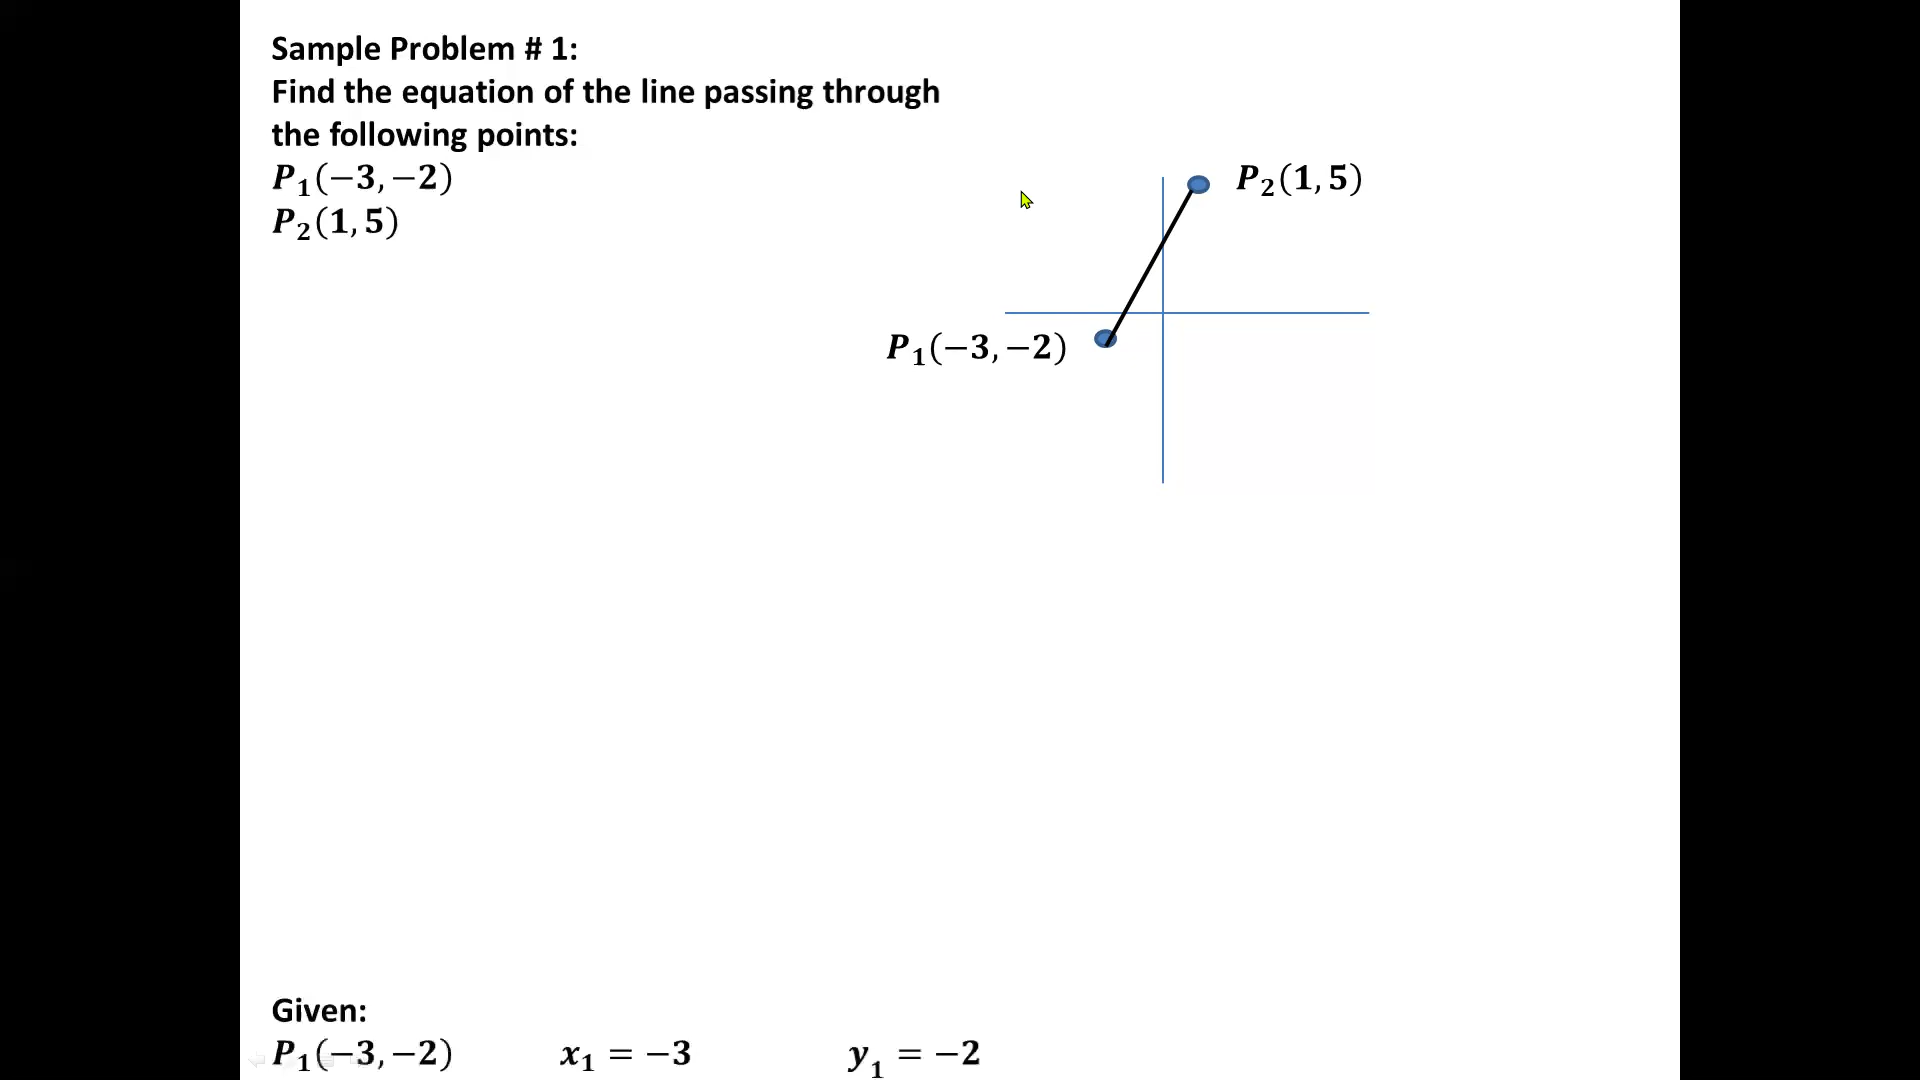 Sample Problem # 1:
Find the equation of the line passing through
the following points:
P₁(−3,−2)
P₂(1,5)
P₂(1,5)
P₁(−3,−2)
Given:
P₁(−3,−2) x₁ = −3 y₁ = −2